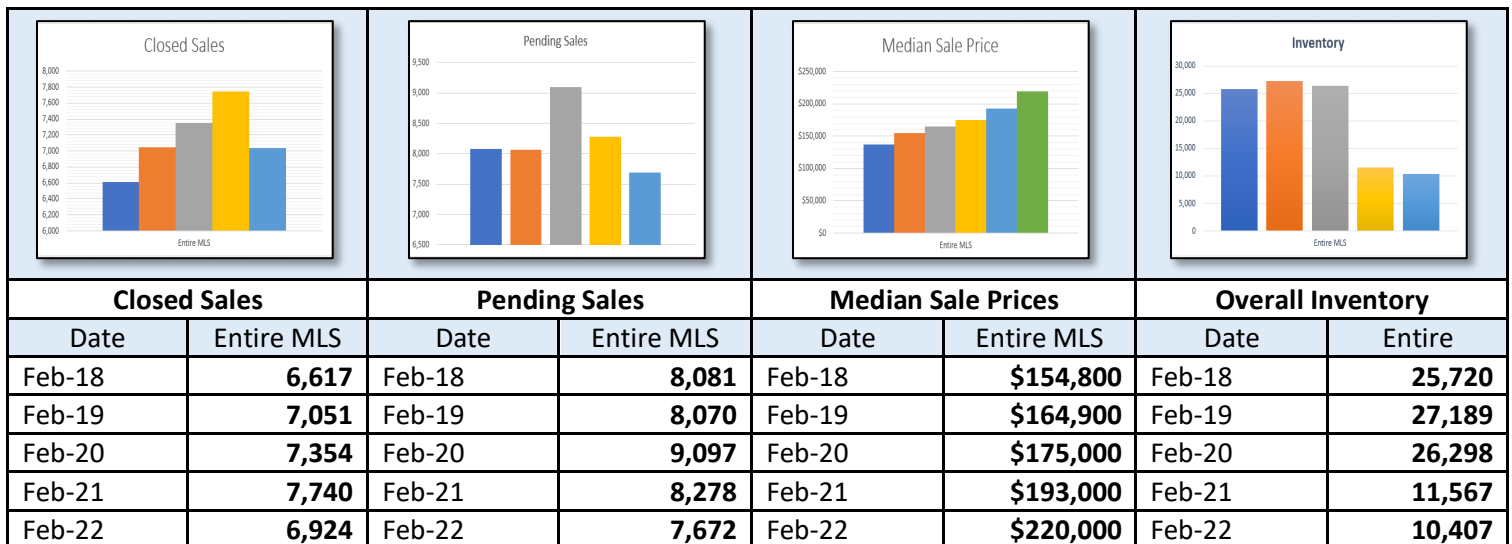 Closed Sales
8,000
7,800
7,600
7,400
7,200
7,000
6,800
6,600
6,400
6,200
6,000
Entire MLS
Pending Sales
9,500
9,000
8,500
8,000
7,500
7,000
6,500
Median Sale Price
$250,000
$200,000
$150,000
$100,000
$50,000
$0
Entire MLS
Inventory
30,000
25,000
20,000
15,000
10,000
5,000
0
Entire MLS
Closed Sales Pending Sales Median Sale Prices Overall Inventory
Date Entire MLS Date Entire MLS Date Entire MLS Date Entire
Feb-18 6,617 Feb-18 8,081 Feb-18 $154,800 Feb-18 25,720
Feb-19 7,051 Feb-19 8,070 Feb-19 $164,900 Feb-19 27,189
Feb-20 7,354 Feb-20 9,097 Feb-20 $175,000 Feb-20 26,298
Feb-21 7,740 Feb-21 8,278 Feb-21 $193,000 Feb-21 11,567
Feb-22 6,924 Feb-22 7,672 Feb-22 $220,000 Feb-22 10,407